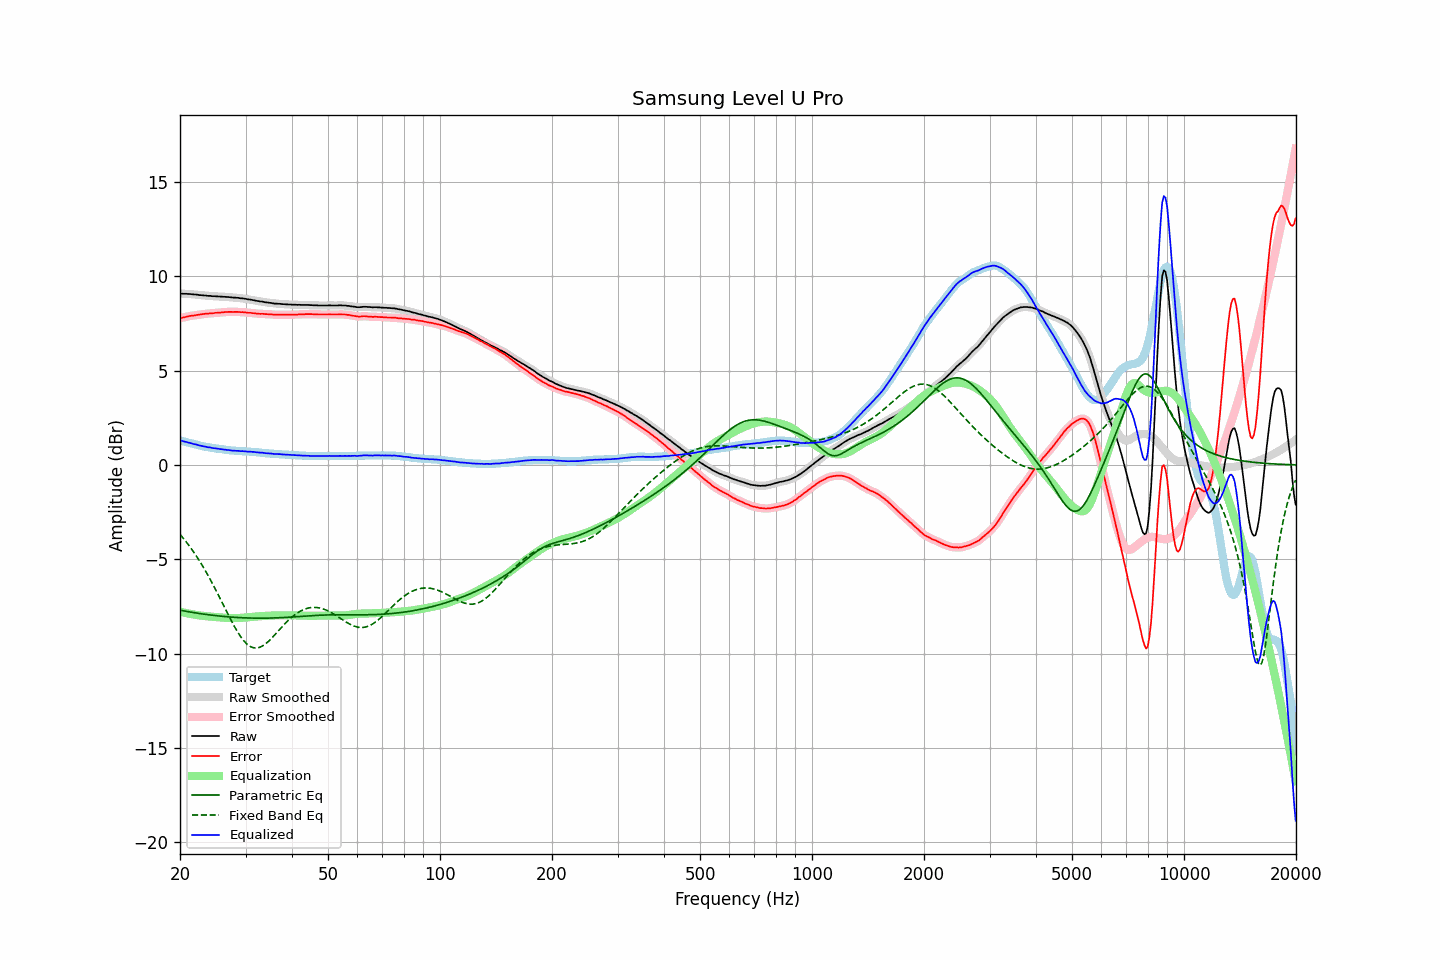 Samsung Level U Pro
Amplitude (dBr)
15
10
5
0
−5
−10
−15
−20
Target
Raw Smoothed
Error Smoothed
Raw
Error
Equalization
Parametric Eq
Fixed Band Eq
Equalized
20 50 100 200 500 1000 2000 5000 10000 20000
Frequency (Hz)